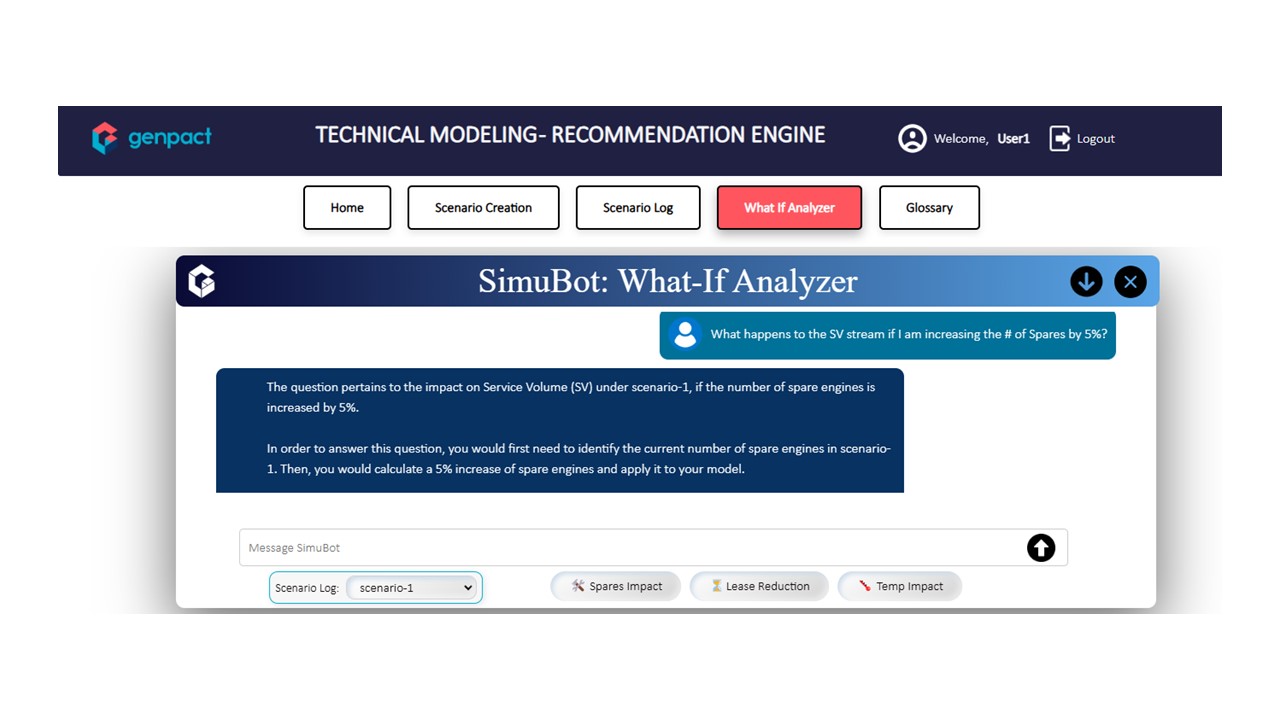 genpact
TECHNICAL MODELING- RECOMMENDATION ENGINE
Welcome, User1
Logout
Home
Scenario Creation
Scenario Log
What If Analyzer
Glossary
SimuBot: What-If Analyzer
What happens to the SV stream if I am increasing the # of Spares by 5%?
The question pertains to the impact on Service Volume (SV) under scenario-1, if the number of spare engines is
increased by 5%.
In order to answer this question, you would first need to identify the current number of spare engines in scenario-
1. Then, you would calculate a 5% increase of spare engines and apply it to your model.
Message SimuBot
Scenario Log: scenario-1
Spares Impact
Lease Reduction
Temp Impact